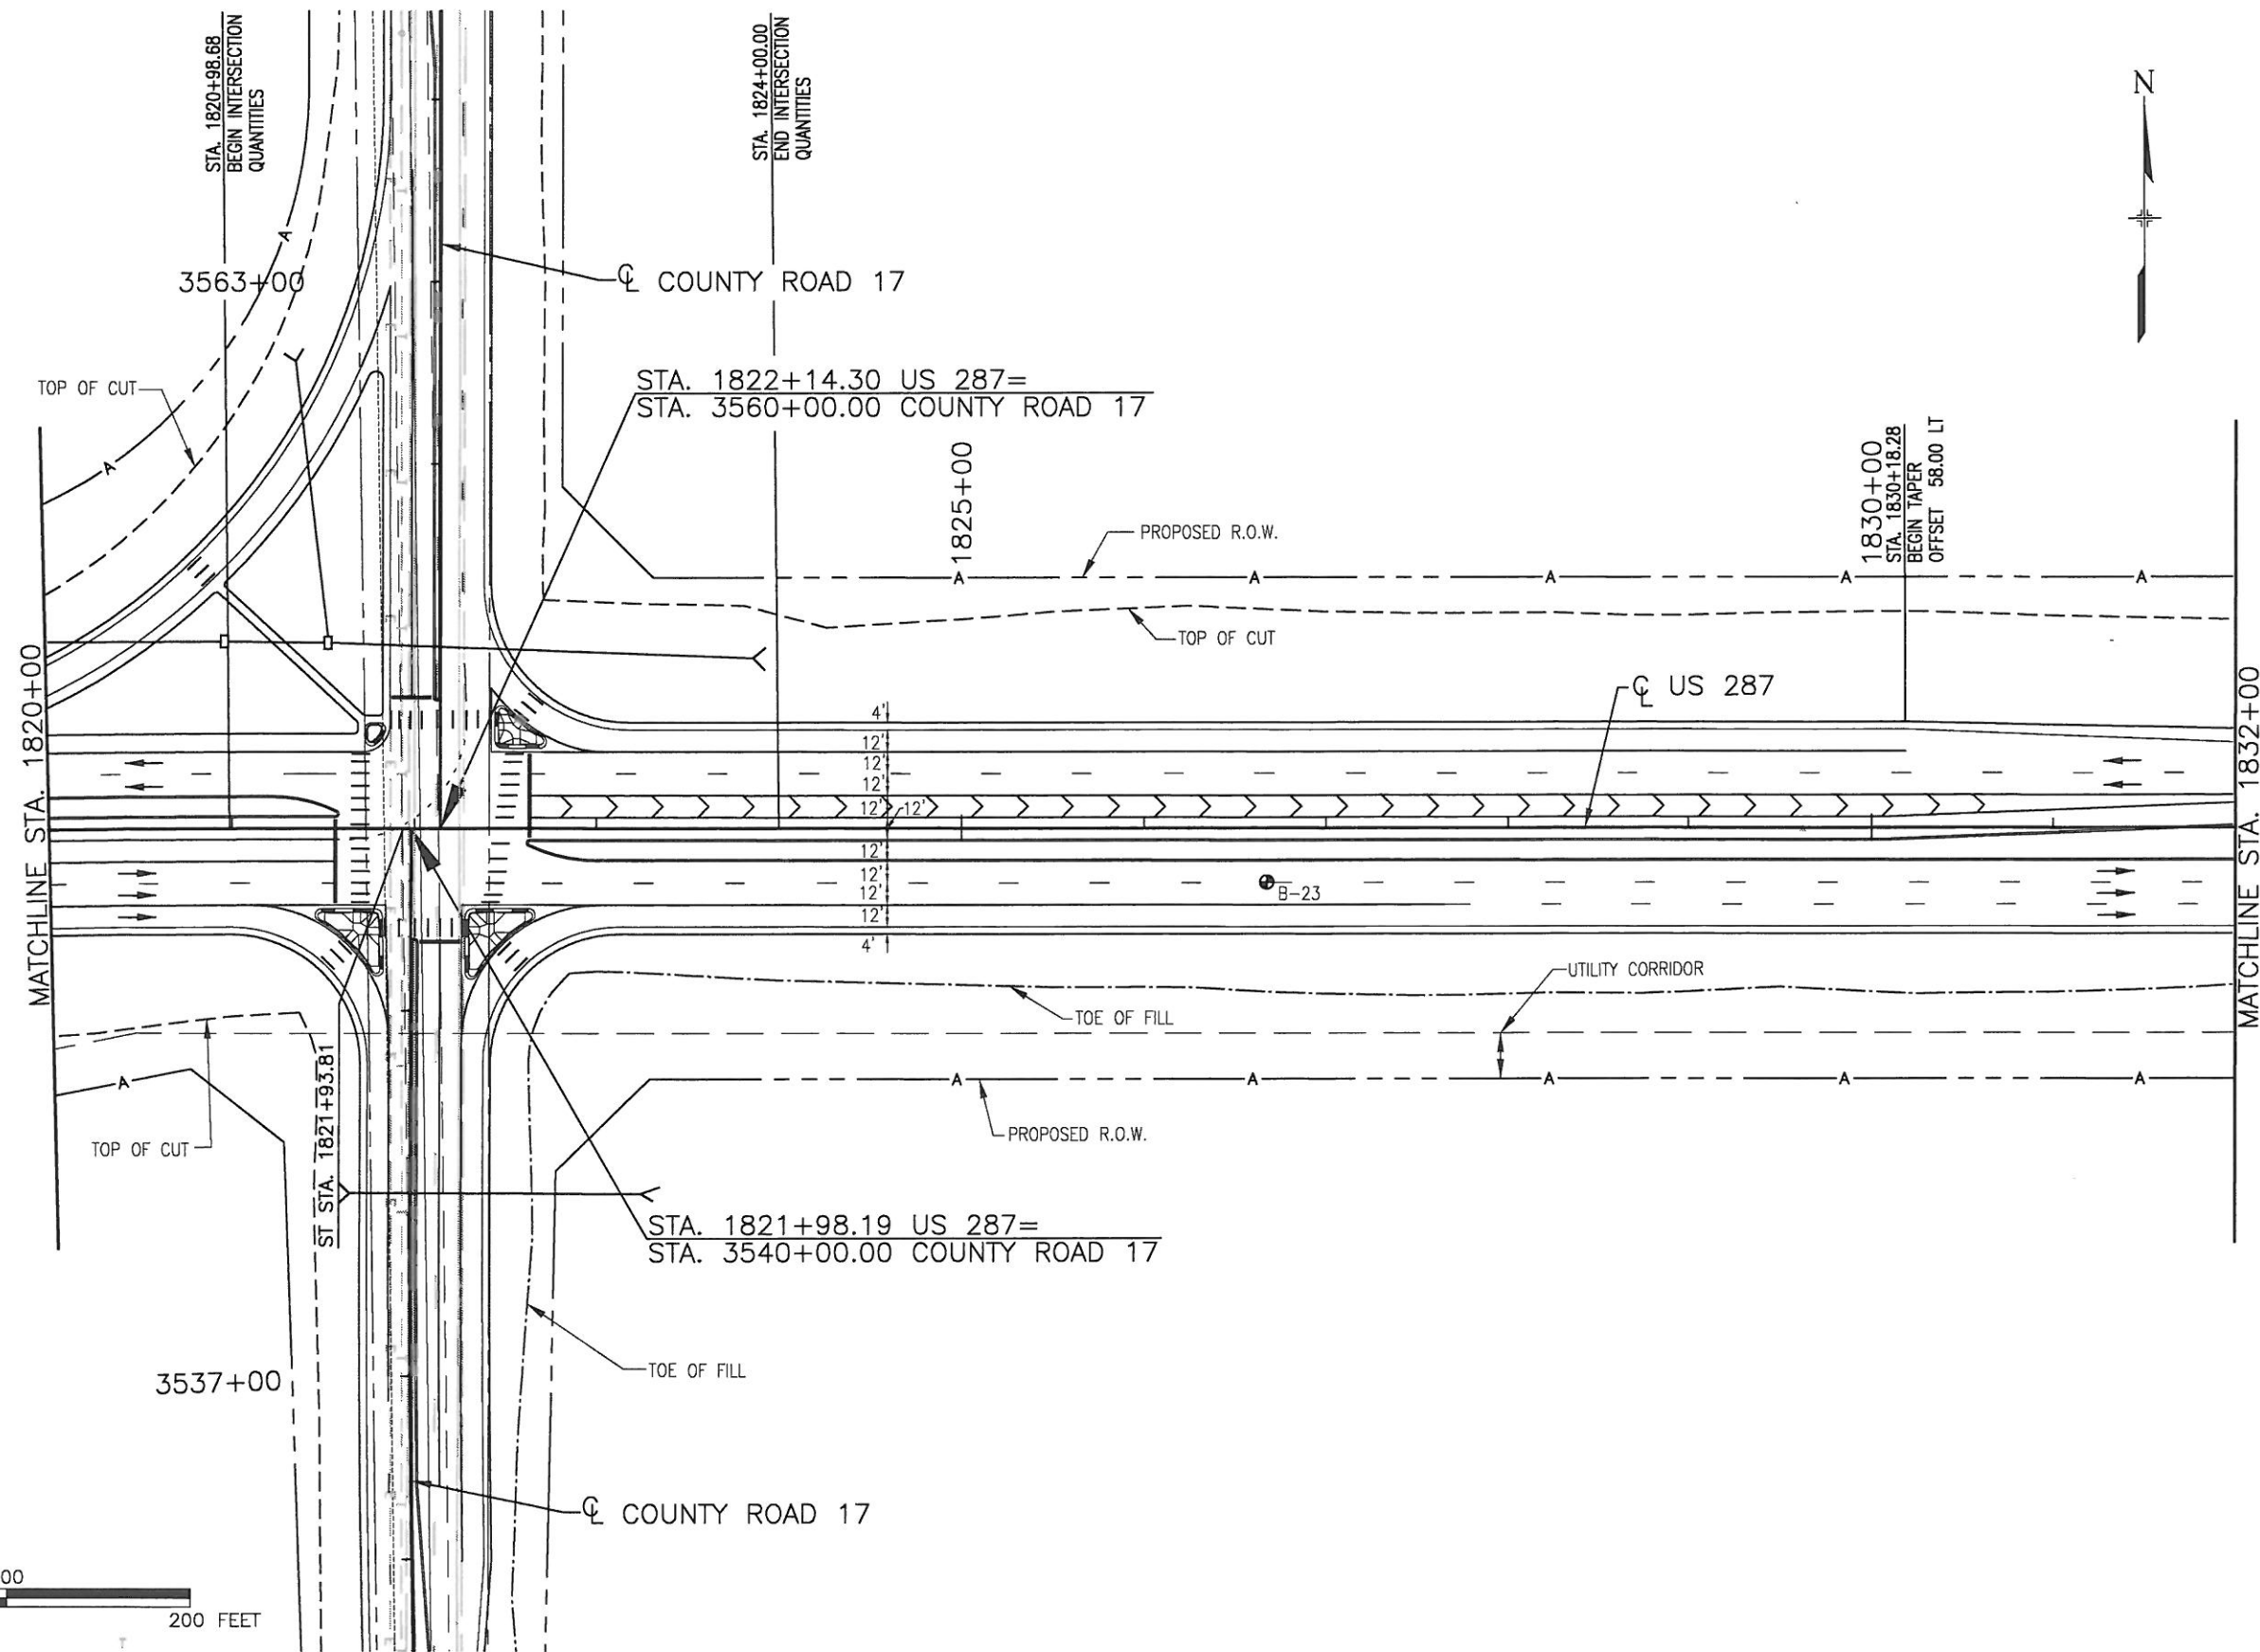 STA. 1820+98.68
BEGIN INTERSECTION
QUANTITIES
STA. 1824+00.00
END INTERSECTION
QUANTITIES
N
3563+00
℄ COUNTY ROAD 17
TOP OF CUT
STA. 1822+14.30 US 287=
STA. 3560+00.00 COUNTY ROAD 17
1825+00
1830+00
STA. 1830+18.28
BEGIN TAPER
OFFSET 58.00 LT
PROPOSED R.O.W.
A
A
A
A
A
A
A
TOP OF CUT
℄ US 287
MATCHLINE STA. 1820+00
MATCHLINE STA. 1832+00
4'
12'
12'
12'
12'
12'
12'
12'
12'
12'
4'
B-23
UTILITY CORRIDOR
TOE OF FILL
A
A
A
A
A
A
PROPOSED R.O.W.
TOP OF CUT
ST STA. 1821+93.81
STA. 1821+98.19 US 287=
STA. 3540+00.00 COUNTY ROAD 17
TOE OF FILL
3537+00
℄ COUNTY ROAD 17
00
200 FEET